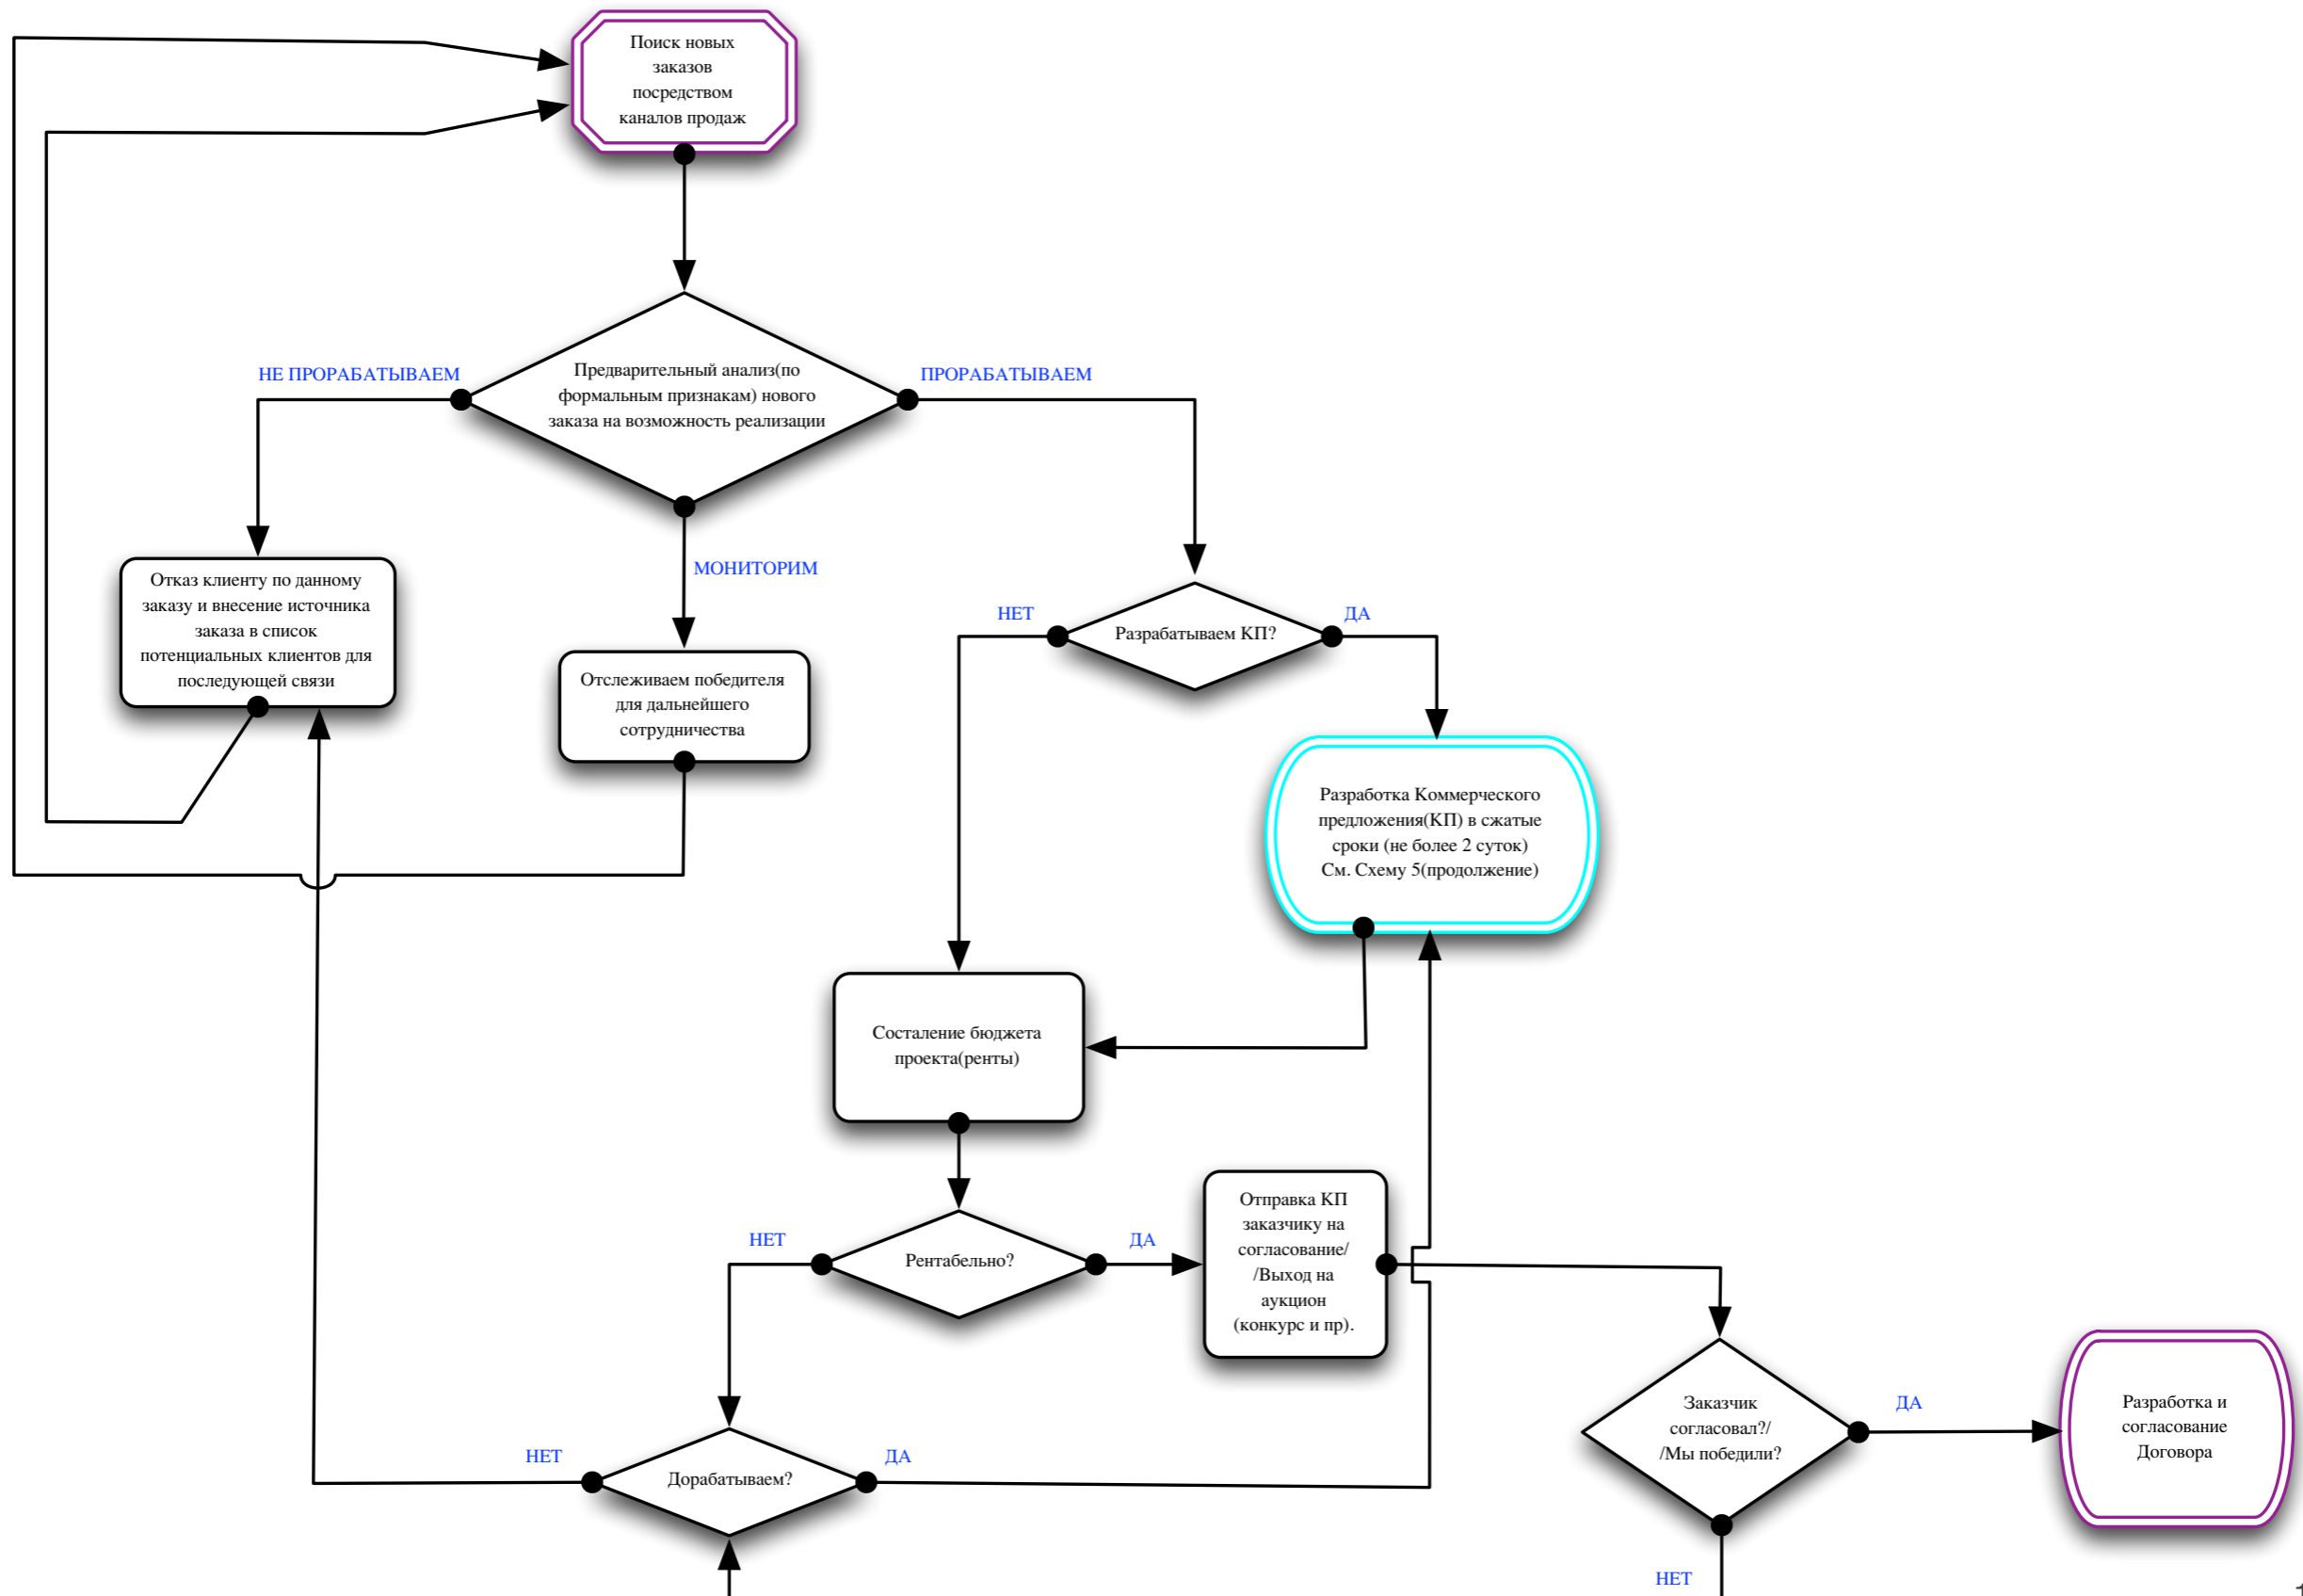 Поиск новых
заказов
посредством
каналов продаж
НЕ ПРОРАБАТЫВАЕМ
Предварительный анализ(по
формальным признакам) нового
заказа на возможность реализации
ПРОРАБАТЫВАЕМ
МОНИТОРИМ
Отказ клиенту по данному
заказу и внесение источника
заказа в список
потенциальных клиентов для
последующей связи
Отслеживаем победителя
для дальнейшего
сотрудничества
НЕТ
Разрабатываем КП?
ДА
Разработка Коммерческого
предложения(КП) в сжатые
сроки (не более 2 суток)
См. Схему 5(продолжение)
Состаление бюджета
проекта(ренты)
НЕТ
Рентабельно?
ДА
Отправка КП
заказчику на
согласование/
/Выход на
аукцион
(конкурс и пр).
НЕТ
Дорабатываем?
ДА
Заказчик
согласовал?/
/Мы победили?
ДА
Разработка и
согласование
Договора
НЕТ